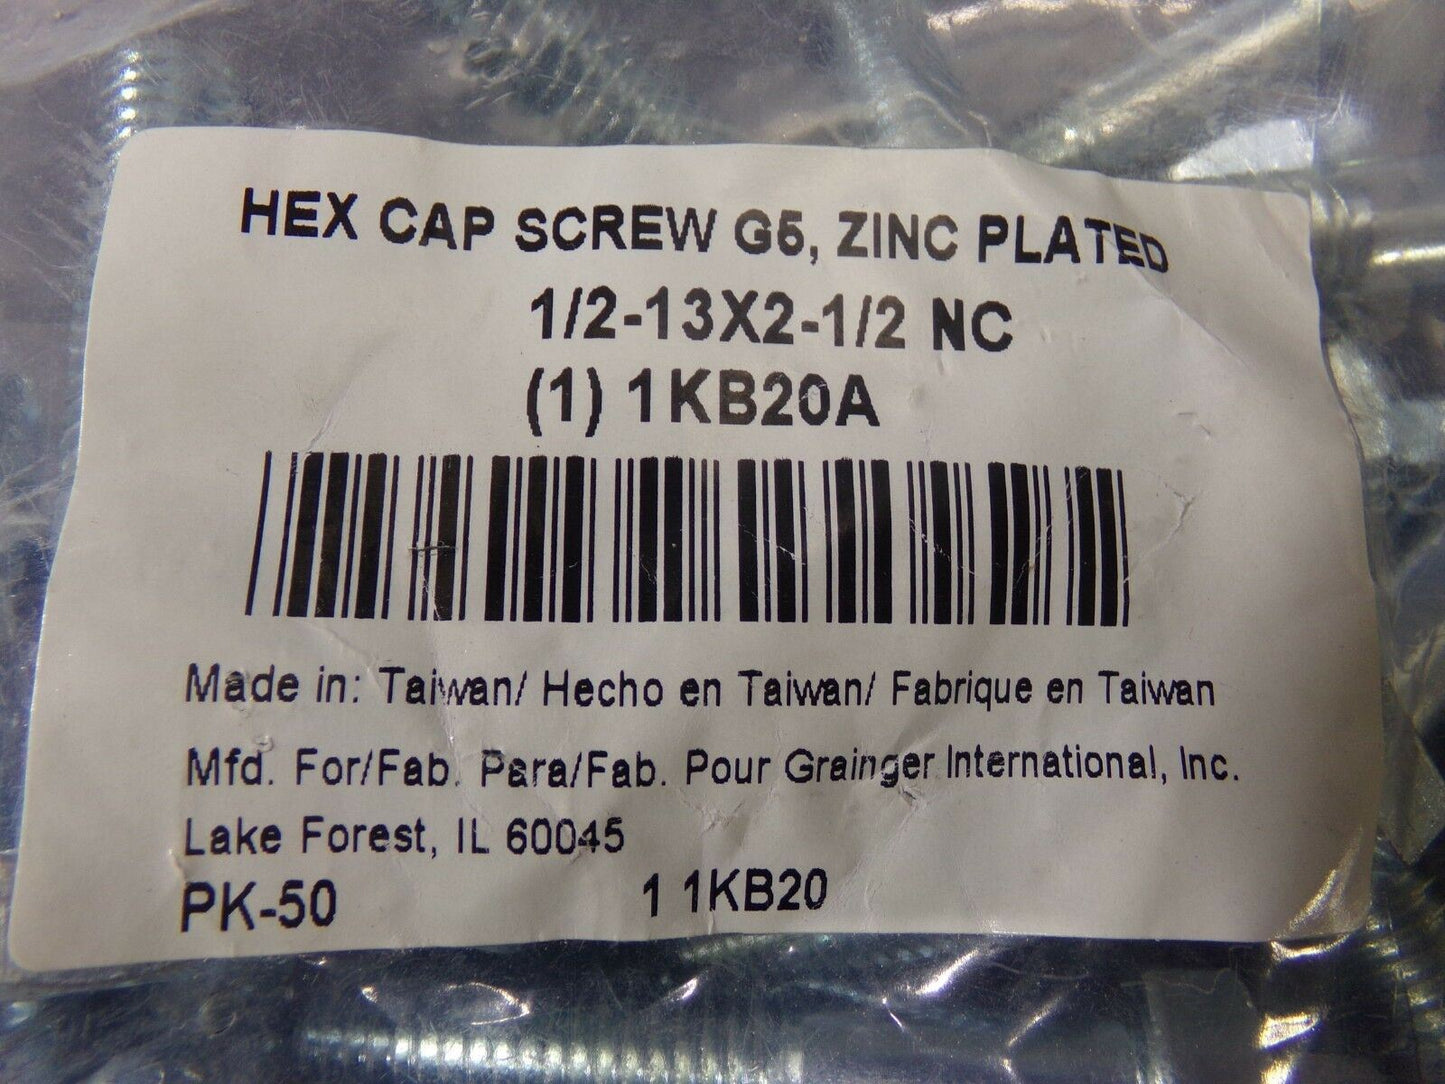 HEX CAP SCREW G5, ZINC PLATED
1/2-13X2-1/2 NC
(1) 1KB20A
Made in: Taiwan/ Hecho en Taiwan/ Fabrique en Taiwan
Mfd. For/Fab. Para/Fab. Pour Grainger International, Inc.
Lake Forest, IL 60045
PK-50 1 1KB20